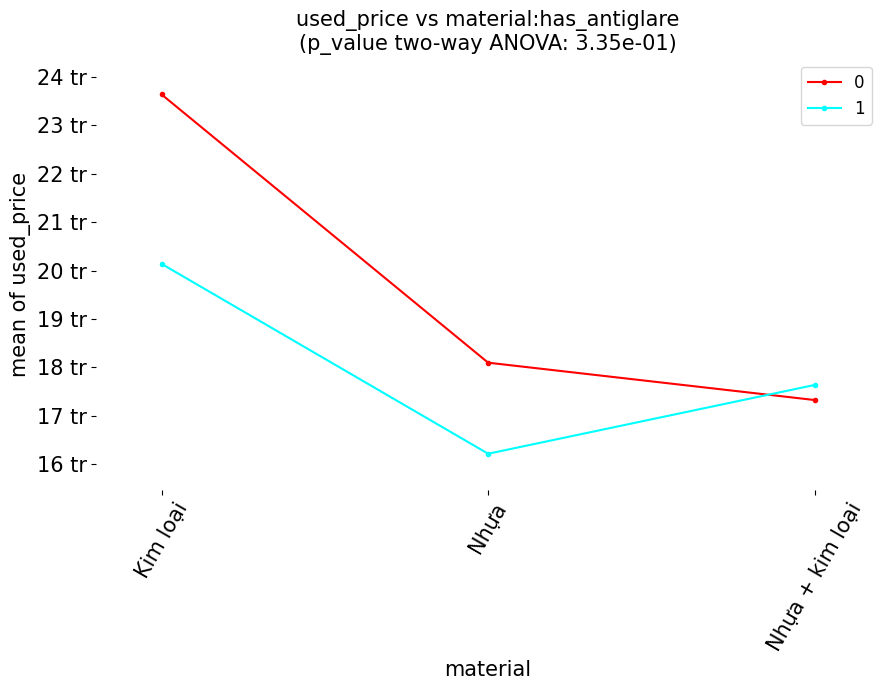 used_price vs material:has_antiglare
(p_value two-way ANOVA: 3.35e-01)
0
1
24 tr
23 tr
22 tr
21 tr
20 tr
19 tr
18 tr
17 tr
16 tr
mean of used_price
Kim loại
Nhựa
Nhựa + kim loại
material